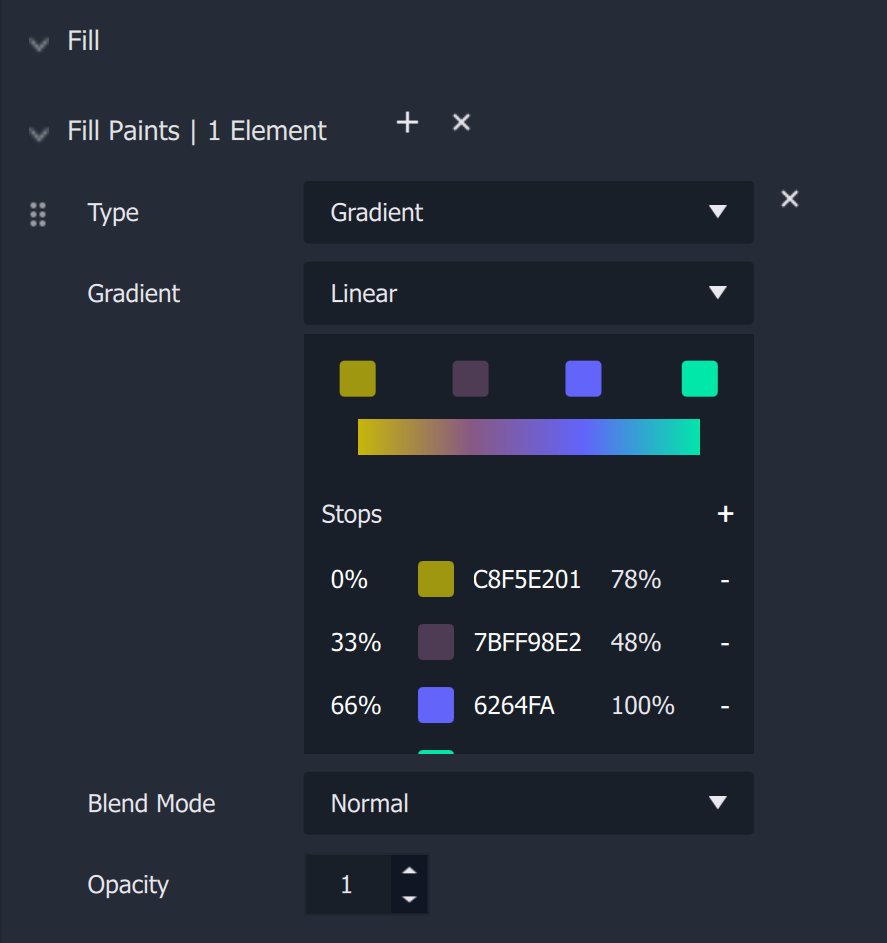 Fill
Fill Paints | 1 Element + ×
Type Gradient ×
Gradient Linear
Stops +
0% C8F5E201 78% -
33% 7BFF98E2 48% -
66% 6264FA 100% -
Blend Mode Normal
Opacity 1